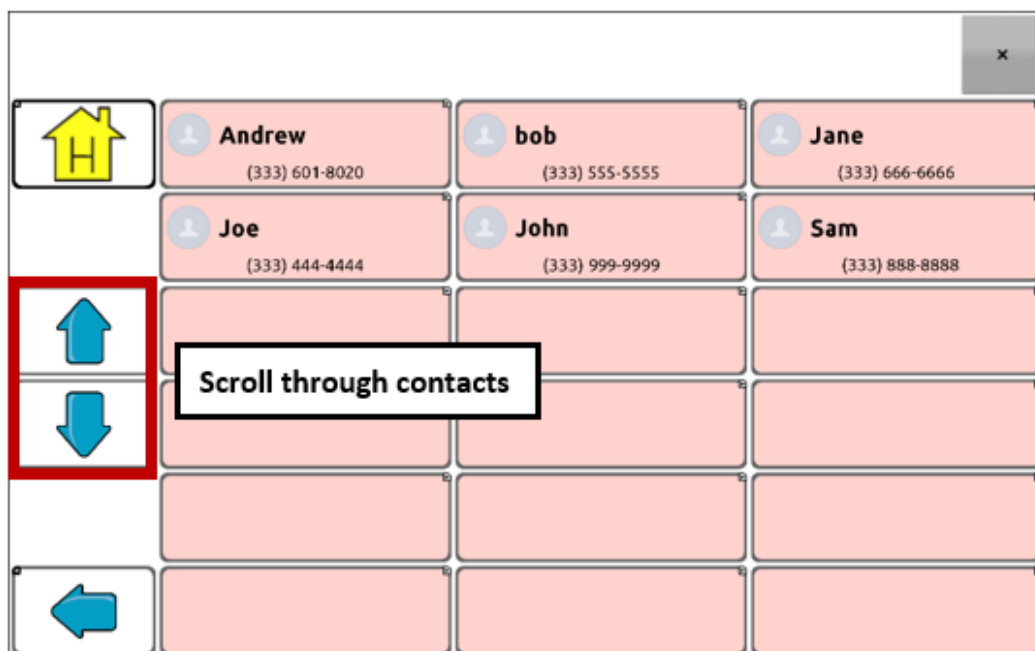 ×
H
Andrew
(333) 601-8020
bob
(333) 555-5555
Jane
(333) 666-6666
Joe
(333) 444-4444
John
(333) 999-9999
Sam
(333) 888-8888
Scroll through contacts